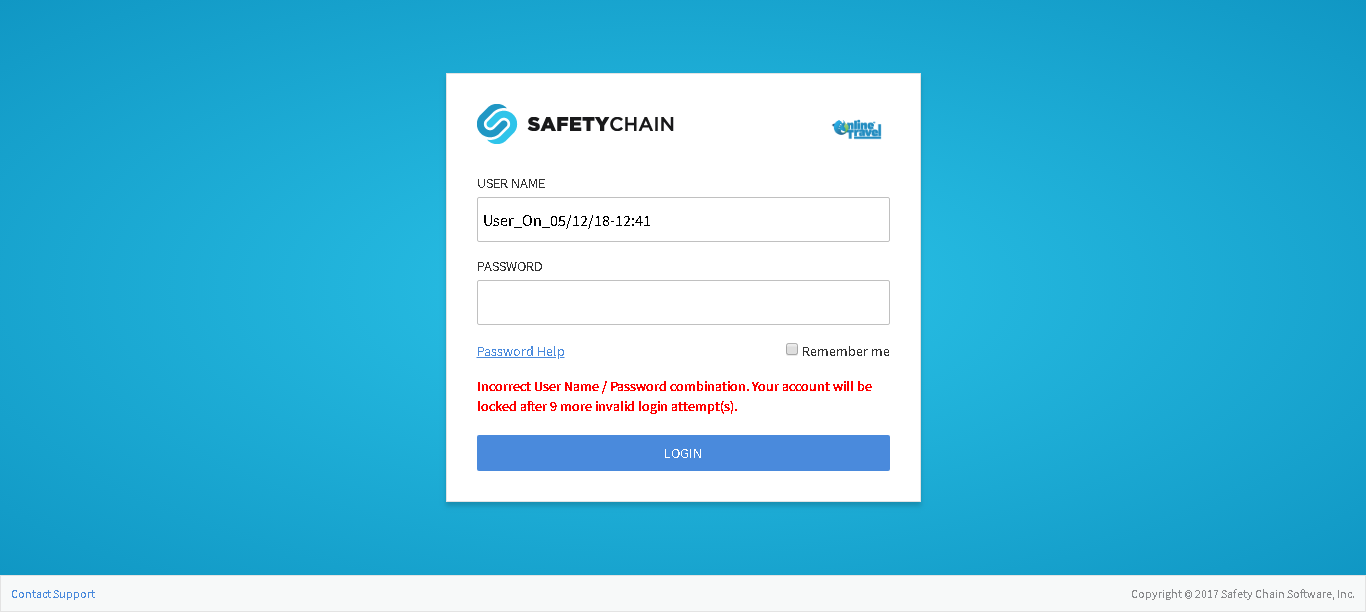 SAFETYCHAIN
Online
Travel
USER NAME
User_On_05/12/18-12:41
PASSWORD
Password Help
Remember me
Incorrect User Name / Password combination. Your account will be
locked after 9 more invalid login attempt(s).
LOGIN
Contact Support
Copyright © 2017 Safety Chain Software, Inc.